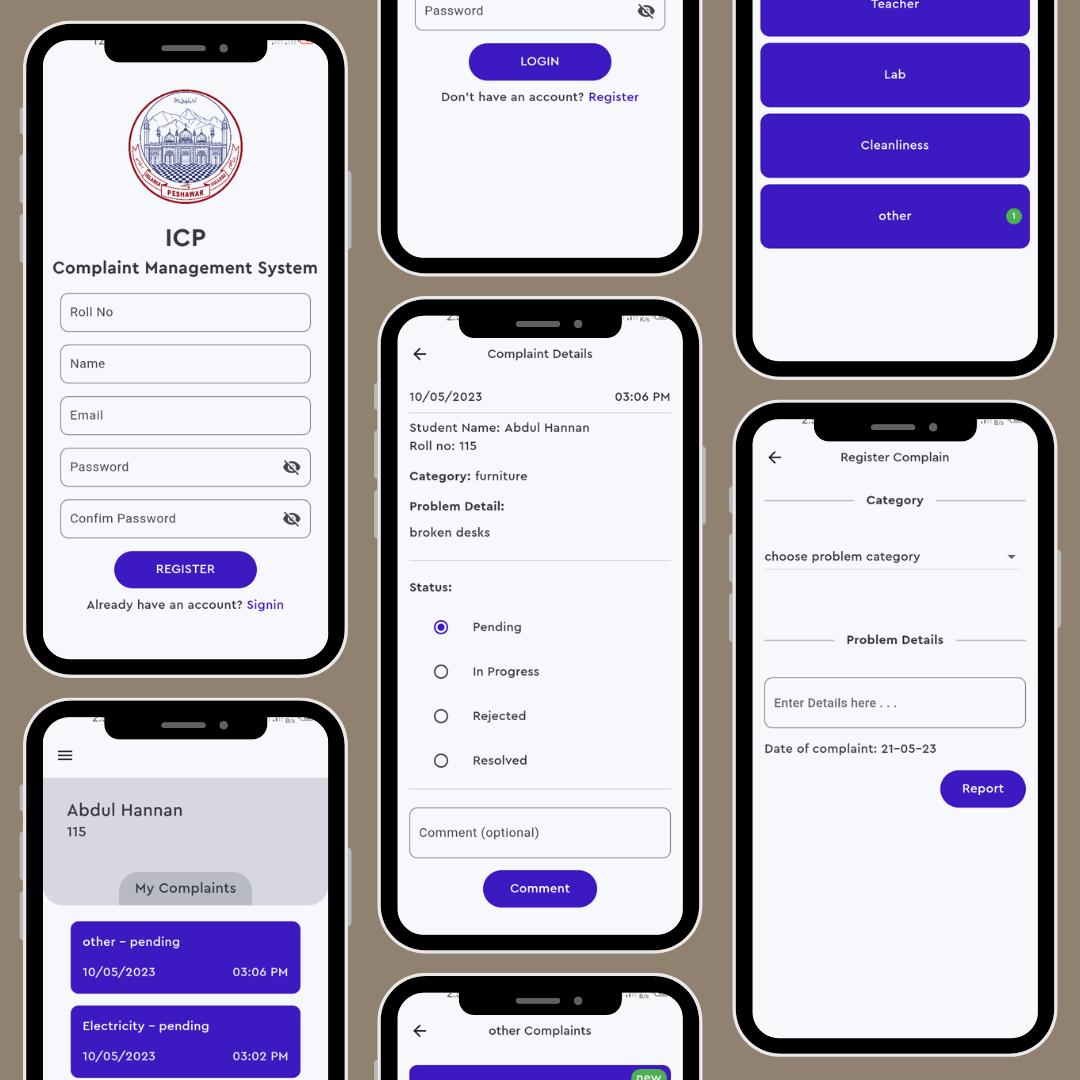 ISLAMIA
COLLEGE
PESHAWAR
ICP
Complaint Management System
Roll No
Name
Email
Password
Confim Password
REGISTER
Already have an account? Signin
Abdul Hannan
115
My Complaints
other - pending
10/05/2023 03:06 PM
Electricity - pending
10/05/2023 03:02 PM
Password
LOGIN
Don't have an account? Register
Complaint Details
10/05/2023 03:06 PM
Student Name: Abdul Hannan
Roll no: 115
Category: furniture
Problem Detail:
broken desks
Status:
Pending
In Progress
Rejected
Resolved
Comment (optional)
Comment
other Complaints
new
Teacher
Lab
Cleanliness
other 1
Register Complain
Category
choose problem category
Problem Details
Enter Details here . . .
Date of complaint: 21-05-23
Report